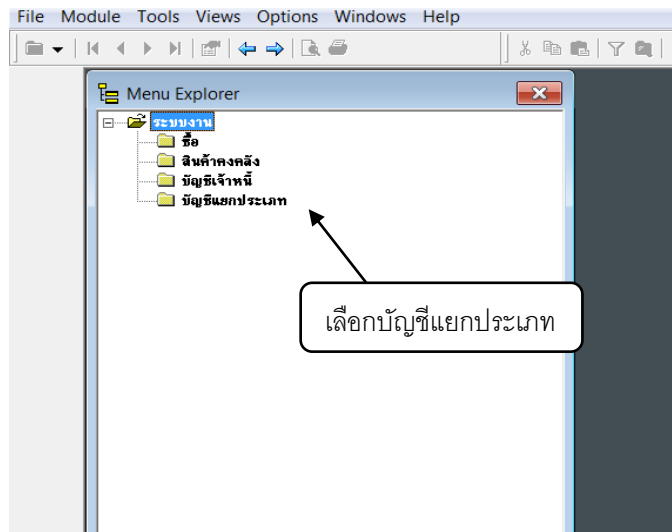 File Module Tools Views Options Windows Help
Menu Explorer
ระบบงาน
ซื้อ
สินค้าคงคลัง
บัญชีเจ้าหนี้
บัญชีแยกประเภท
เลือกบัญชีแยกประเภท